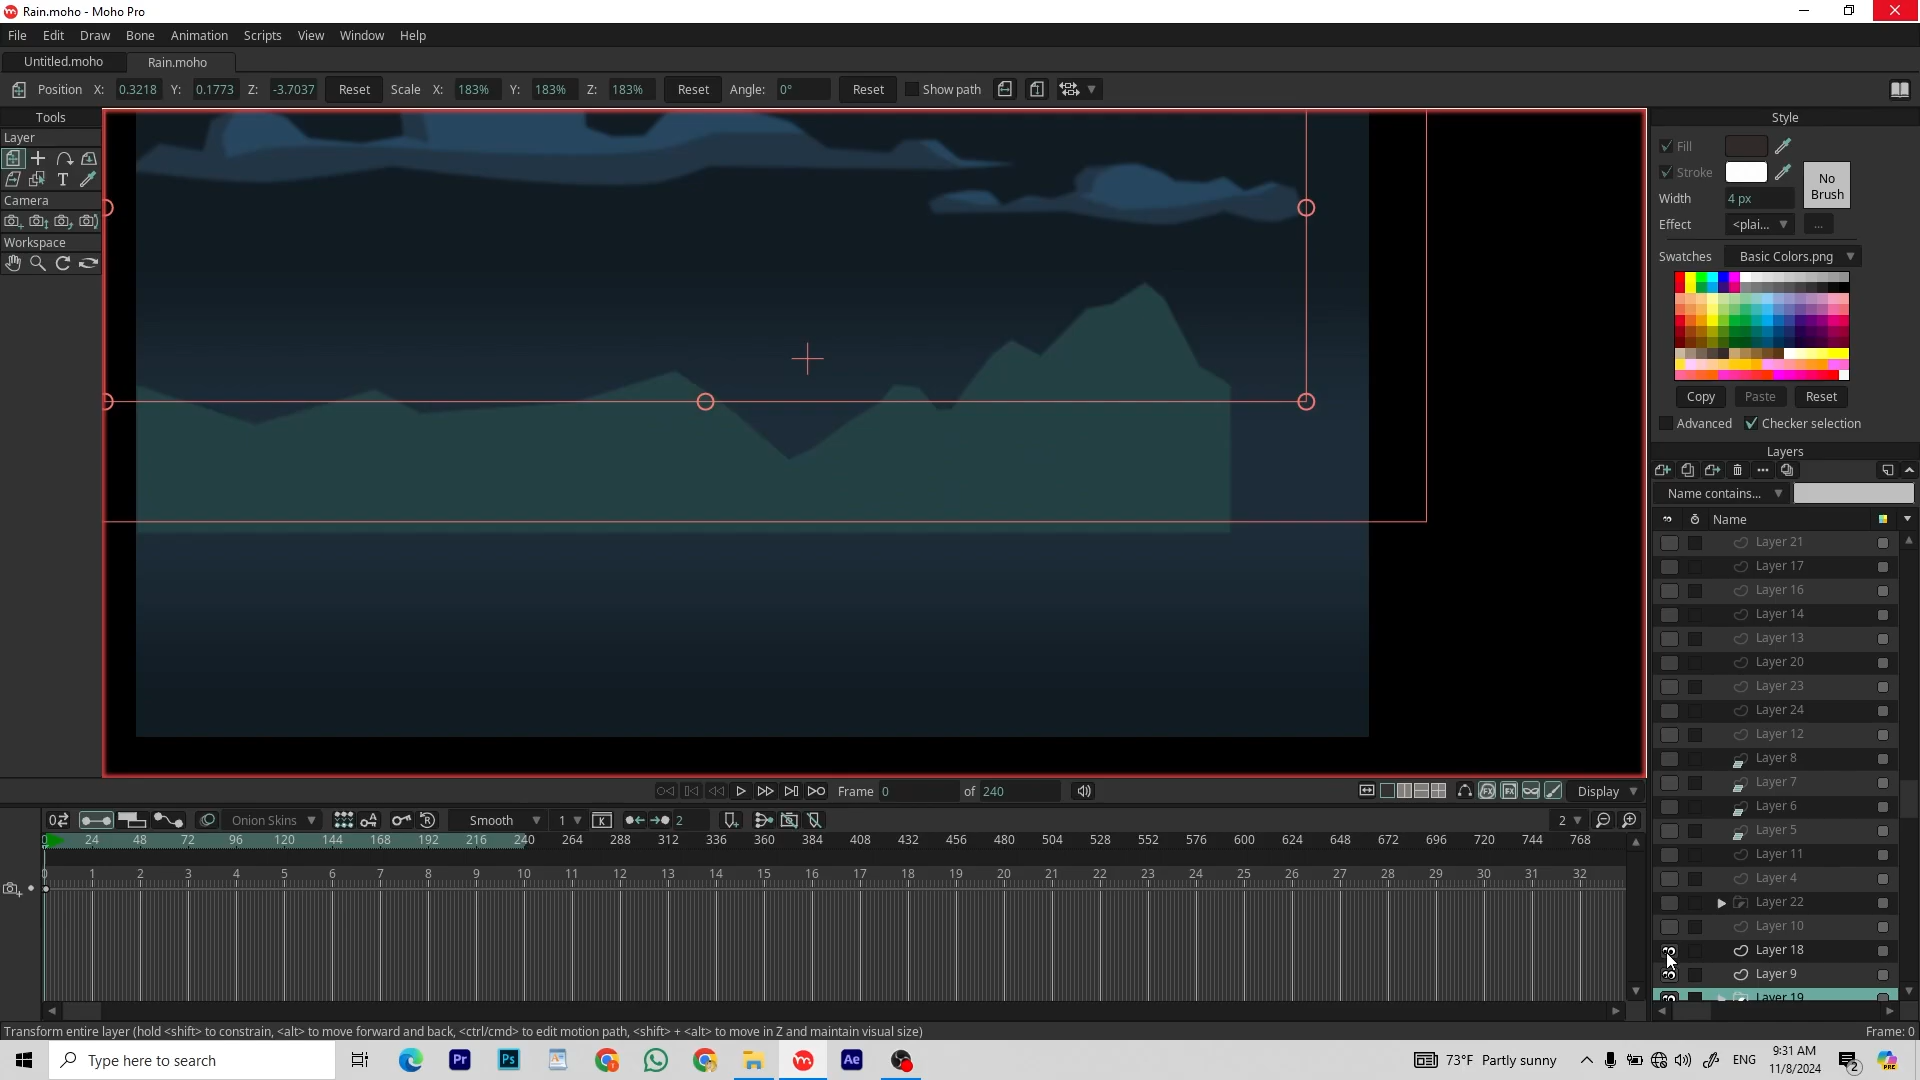 Rain.moho - Moho Pro
File Edit Draw Bone Animation Scripts View Window Help
Untitled.moho Rain.moho
Position X: 0.3218 Y: 0.1773 Z: -3.7037 Reset Scale X: 183% Y: 183% Z: 183% Reset Angle: 0° Reset Show path
Tools
Layer
Camera
Workspace
Style
Fill
Stroke
No Brush
Width 4 px
Effect <plai... ...
Swatches Basic Colors.png
Copy Paste Reset
Advanced Checker selection
Layers
Name contains...
Name
Layer 21
Layer 17
Layer 16
Layer 14
Layer 13
Layer 20
Layer 23
Layer 24
Layer 12
Layer 8
Layer 7
Layer 6
Layer 5
Layer 11
Layer 4
Layer 22
Layer 10
Layer 18
Layer 9
Layer 19
Frame 0 of 240 Display
Onion Skins Smooth 1 2 2
0 24 48 72 96 120 144 168 192 216 240 264 288 312 336 360 384 408 432 456 480 504 528 552 576 600 624 648 672 696 720 744 768
0 1 2 3 4 5 6 7 8 9 10 11 12 13 14 15 16 17 18 19 20 21 22 23 24 25 26 27 28 29 30 31 32
Transform entire layer (hold <shift> to constrain, <alt> to move forward and back, <ctrl/cmd> to edit motion path, <shift> + <alt> to move in Z and maintain visual size) Frame: 0
Type here to search
73°F Partly sunny ENG 9:31 AM
11/8/2024 2